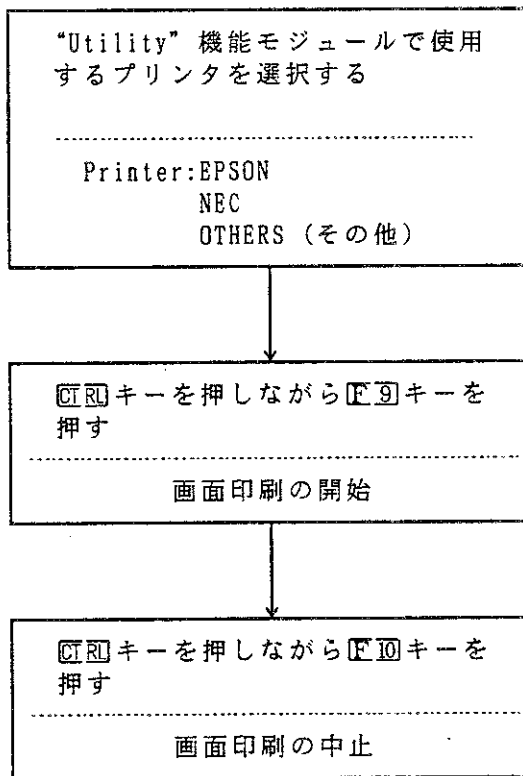 “Utility” 機能モジュールで使用
するプリンタを選択する
Printer:EPSON
NEC
OTHERS (その他)
CTRLキーを押しながらF9キーを
押す
画面印刷の開始
CTRLキーを押しながらF10キーを
押す
画面印刷の中止